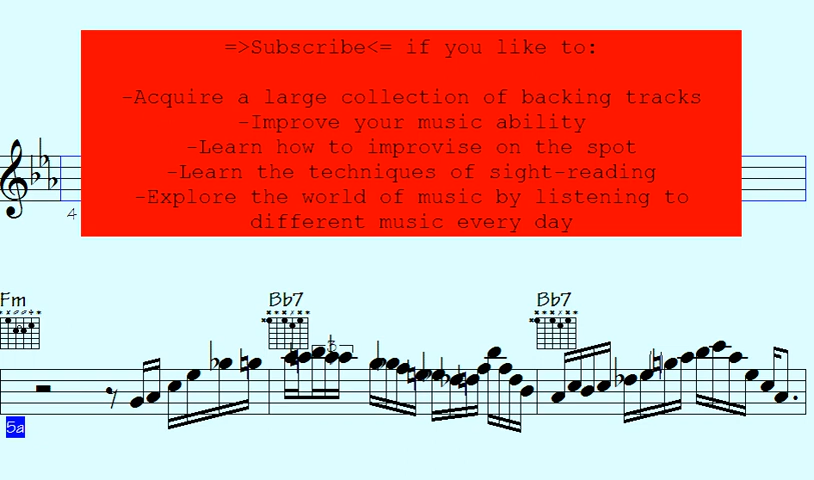 =>Subscribe<= if you like to:
-Acquire a large collection of backing tracks
-Improve your music ability
-Learn how to improvise on the spot
-Learn the techniques of sight-reading
-Explore the world of music by listening to
different music every day
4
Fm Bb7 Bb7
3
5a